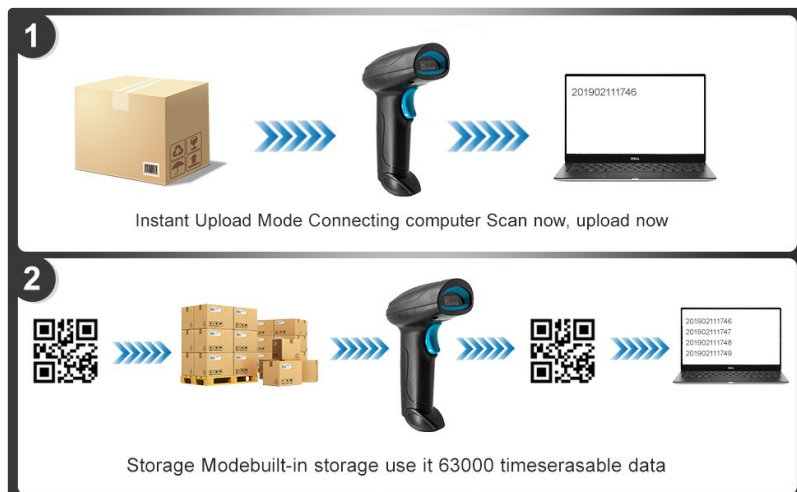 1
201902111746
DELL
Instant Upload Mode Connecting computer Scan now, upload now
2
201902111746
201902111747
201902111748
201902111749
Storage Modebuilt-in storage use it 63000 timeserasable data